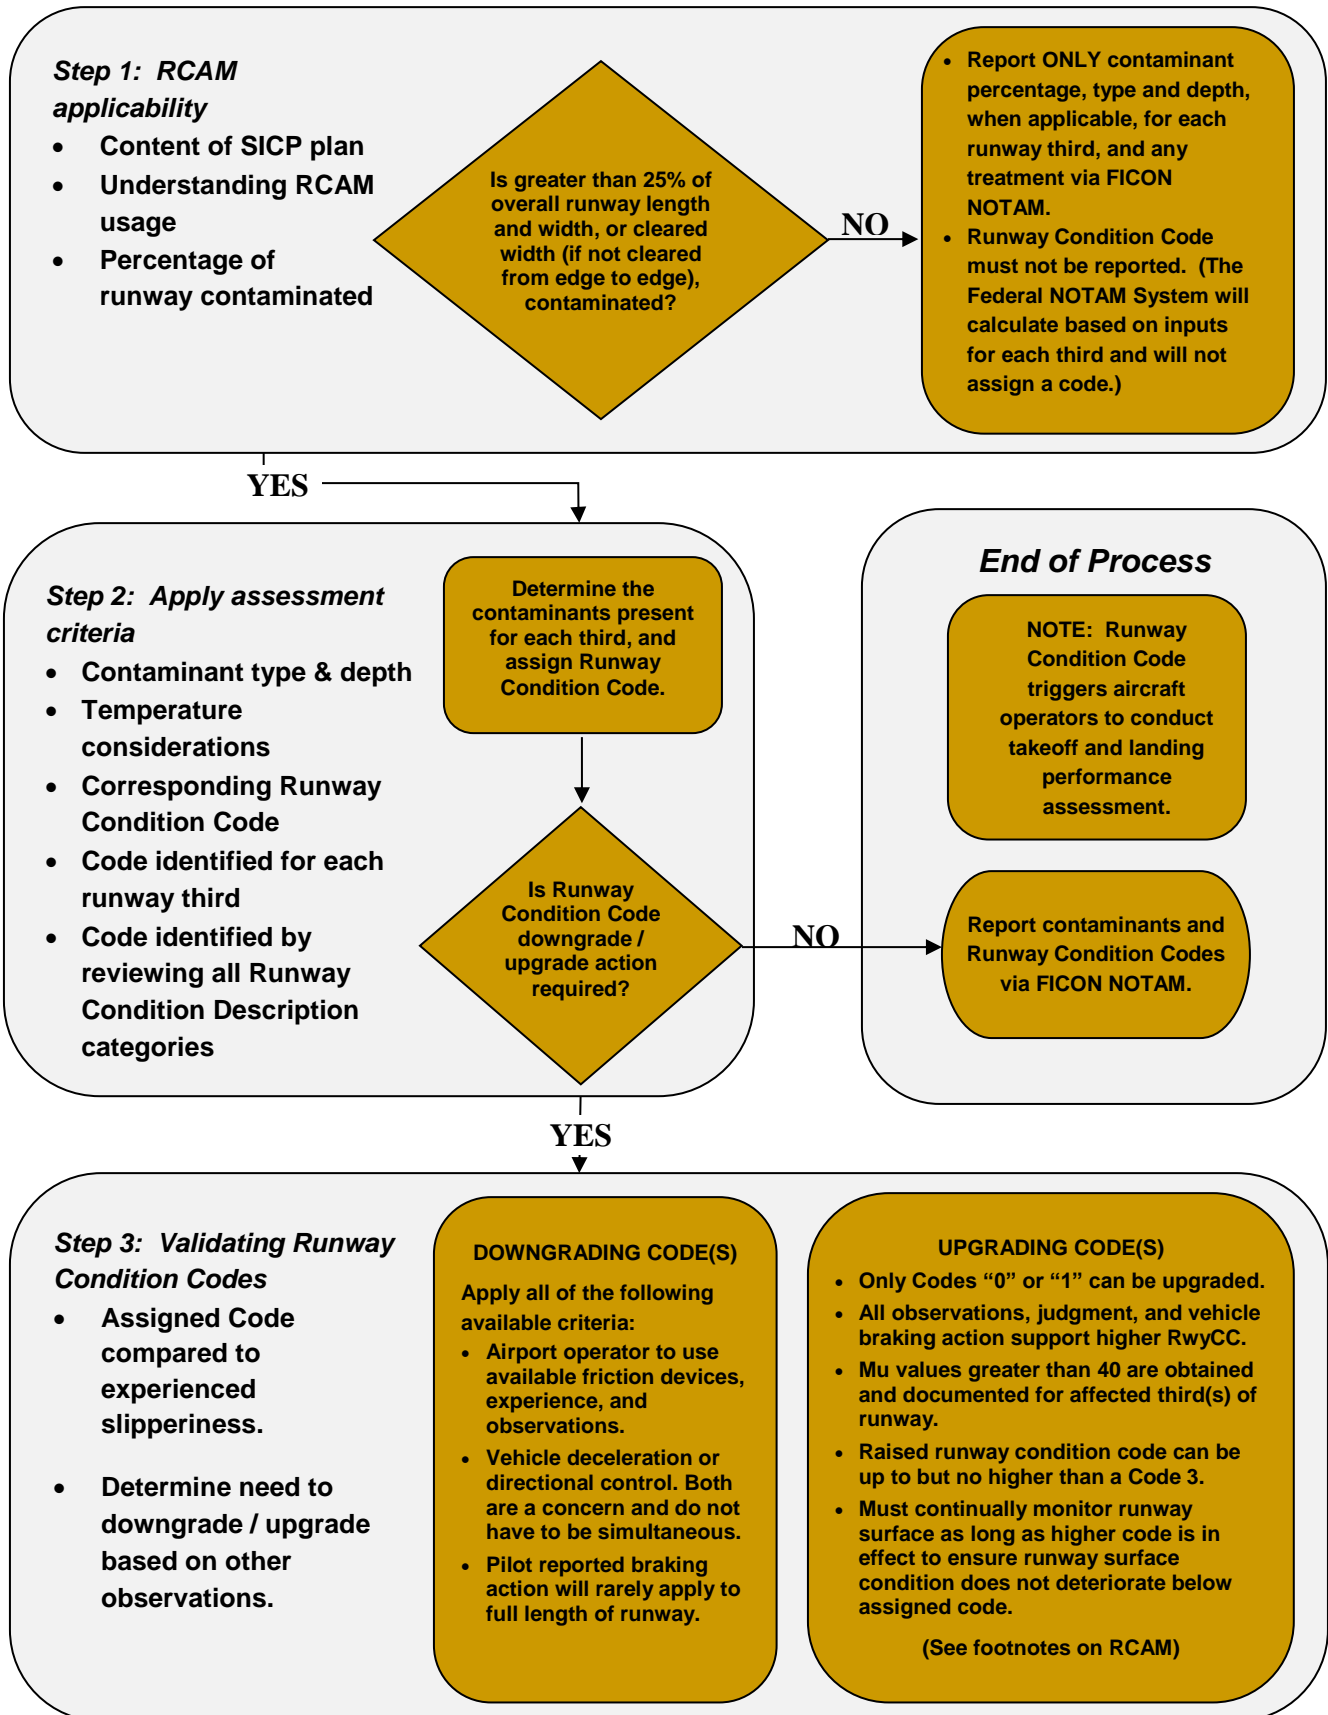 Step 1: RCAM
applicability
• Content of SICP plan
• Understanding RCAM
usage
• Percentage of
runway contaminated
Is greater than 25% of
overall runway length
and width, or cleared
width (if not cleared
from edge to edge),
contaminated?
NO
• Report ONLY contaminant
percentage, type and depth,
when applicable, for each
runway third, and any
treatment via FICON
NOTAM.
• Runway Condition Code
must not be reported. (The
Federal NOTAM System will
calculate based on inputs
for each third and will not
assign a code.)
YES
Step 2: Apply assessment
criteria
• Contaminant type & depth
• Temperature
considerations
• Corresponding Runway
Condition Code
• Code identified for each
runway third
• Code identified by
reviewing all Runway
Condition Description
categories
Determine the
contaminants present
for each third, and
assign Runway
Condition Code.
Is Runway
Condition Code
downgrade /
upgrade action
required?
NO
End of Process
NOTE: Runway
Condition Code
triggers aircraft
operators to conduct
takeoff and landing
performance
assessment.
Report contaminants and
Runway Condition Codes
via FICON NOTAM.
YES
Step 3: Validating Runway
Condition Codes
• Assigned Code
compared to
experienced
slipperiness.
• Determine need to
downgrade / upgrade
based on other
observations.
DOWNGRADING CODE(S)
Apply all of the following
available criteria:
• Airport operator to use
available friction devices,
experience, and
observations.
• Vehicle deceleration or
directional control. Both
are a concern and do not
have to be simultaneous.
• Pilot reported braking
action will rarely apply to
full length of runway.
UPGRADING CODE(S)
• Only Codes “0” or “1” can be upgraded.
• All observations, judgment, and vehicle
braking action support higher RwyCC.
• Mu values greater than 40 are obtained
and documented for affected third(s) of
runway.
• Raised runway condition code can be
up to but no higher than a Code 3.
• Must continually monitor runway
surface as long as higher code is in
effect to ensure runway surface
condition does not deteriorate below
assigned code.
(See footnotes on RCAM)